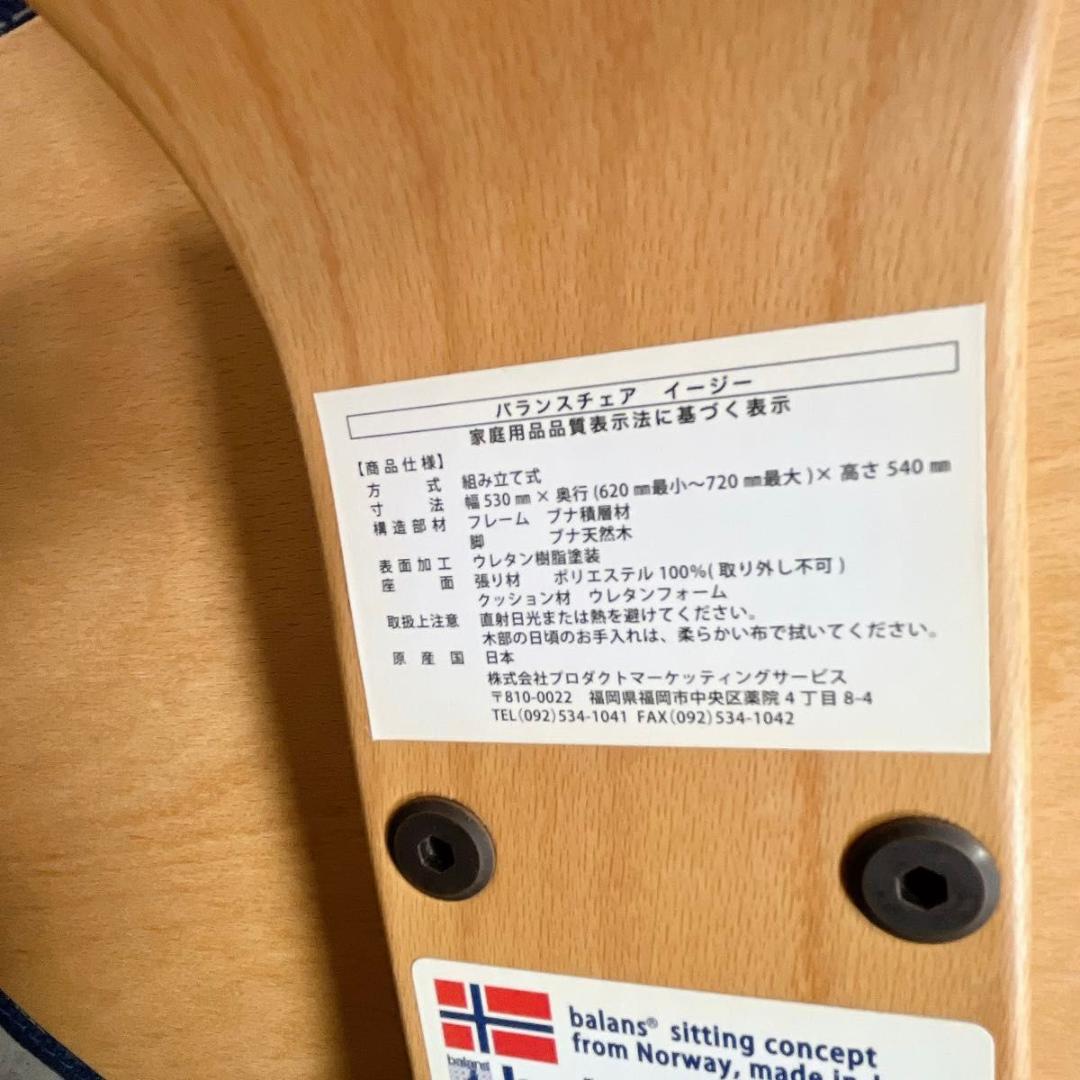 バランスチェア イージー
家庭用品品質表示法に基づく表示
【商品仕様】
方式 組み立て式
寸法 幅 530 ㎜ × 奥行 (620 ㎜最小～720 ㎜最大 )× 高さ 540 ㎜
構造部材 フレーム ブナ積層材
脚 ブナ天然木
表面加工 ウレタン樹脂塗装
座面 張り材 ポリエステル 100%( 取り外し不可 )
クッション材 ウレタンフォーム
取扱上注意 直射日光または熱を避けてください。
木部の日頃のお手入れは、柔らかい布で拭いてください。
原産国 日本
株式会社プロダクトマーケッティングサービス
〒810-0022 福岡県福岡市中央区薬院 4 丁目 8-4
TEL(092)534-1041 FAX(092)534-1042
balans® sitting concept
from Norway, made in
balans